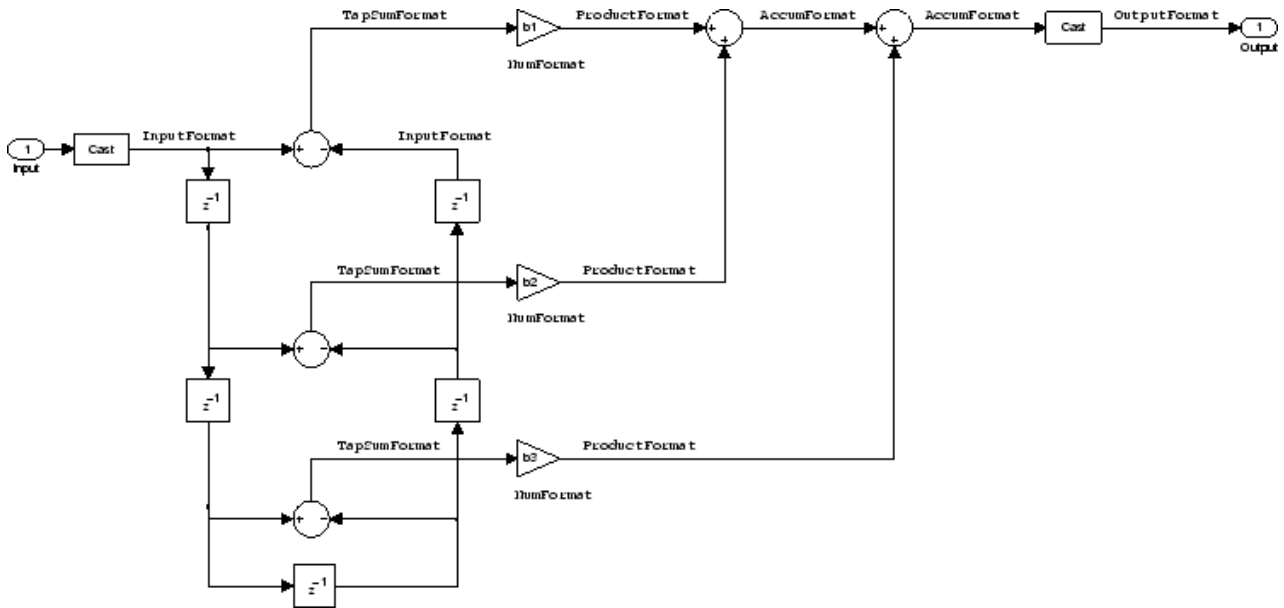 TapSumFormat
b1
ProductFormat
+
+
AccumFormat
+
+
AccumFormat
Cast
OutputFormat
1
Output
NumFormat
1
Input
Cast
InputFormat
+
−
InputFormat
z⁻¹
z⁻¹
TapSumFormat
b2
ProductFormat
NumFormat
+
−
z⁻¹
z⁻¹
TapSumFormat
b3
ProductFormat
NumFormat
+
−
z⁻¹